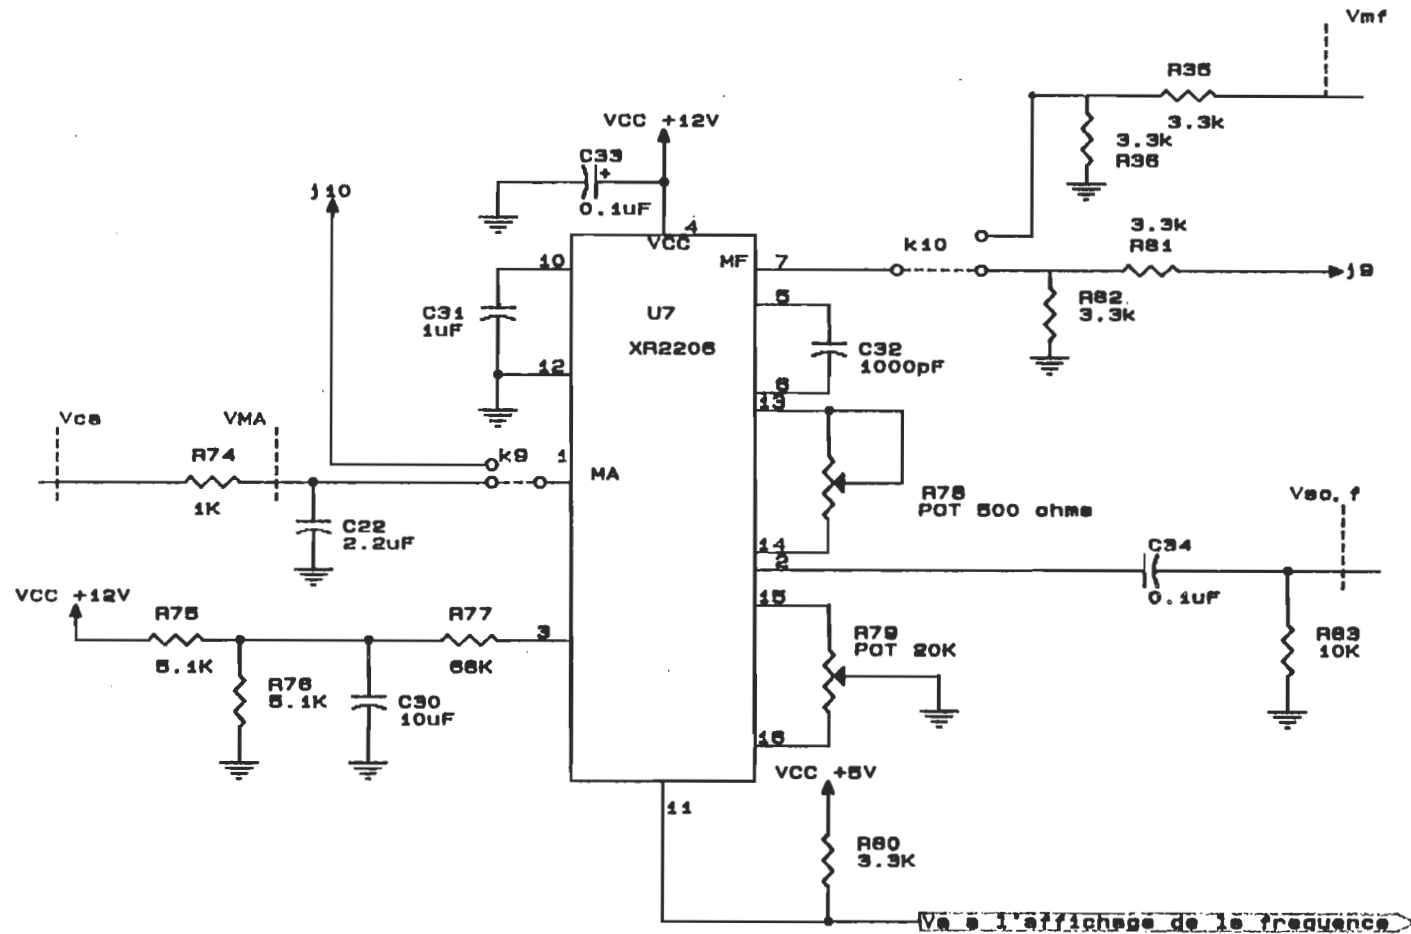 Vmf
R35
3.3k
3.3k
R36
VCC +12V
C33
+
0.1uF
j10
4
VCC
10
MF
7
k10
3.3k
R81
j9
C31
1uF
U7
5
R82
3.3k
XR2206
C32
1000pF
12
6
13
Vca
VMA
R74
1K
k9
1
MA
R78
POT 500 ohms
Vso.f
C22
2.2uF
14
2
C34
0.1uF
VCC +12V
R75
5.1K
R77
68K
3
15
R79
POT 20K
R83
10K
R76
5.1K
C30
10uF
16
VCC +5V
11
R80
3.3K
Va a l'affichage de la frequence